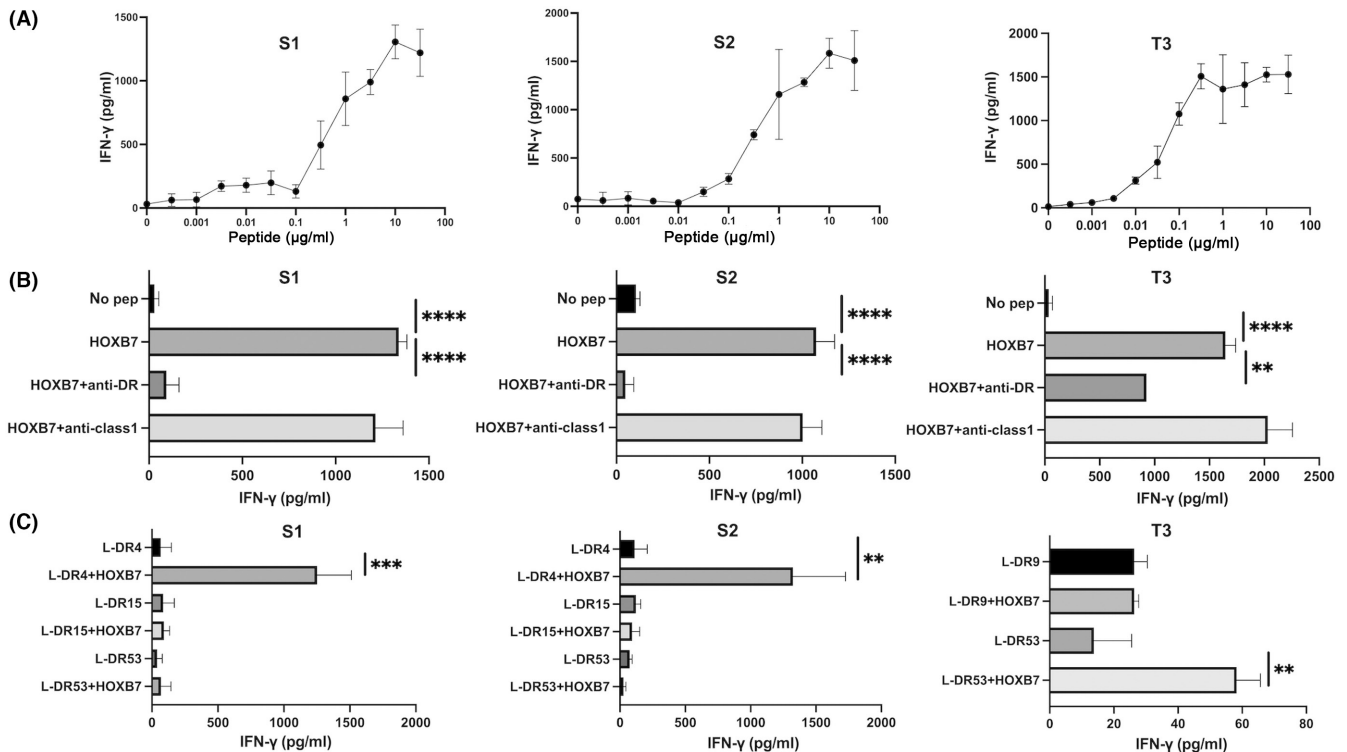 (A)
S1
IFN-γ (pg/ml)
1500
1000
500
0
0 0.001 0.01 0.1 1 10 100
Peptide (μg/ml)
S2
IFN-γ (pg/ml)
2000
1500
1000
500
0
0 0.001 0.01 0.1 1 10 100
Peptide (μg/ml)
T3
IFN-γ (pg/ml)
2000
1500
1000
500
0
0 0.001 0.01 0.1 1 10 100
Peptide (μg/ml)
(B)
S1
No pep
HOXB7
HOXB7+anti-DR
HOXB7+anti-class1
****
****
0 500 1000 1500
IFN-γ (pg/ml)
S2
No pep
HOXB7
HOXB7+anti-DR
HOXB7+anti-class1
****
****
0 500 1000 1500
IFN-γ (pg/ml)
T3
No pep
HOXB7
HOXB7+anti-DR
HOXB7+anti-class1
****
**
0 500 1000 1500 2000 2500
IFN-γ (pg/ml)
(C)
S1
L-DR4
L-DR4+HOXB7
L-DR15
L-DR15+HOXB7
L-DR53
L-DR53+HOXB7
***
0 500 1000 1500 2000
IFN-γ (pg/ml)
S2
L-DR4
L-DR4+HOXB7
L-DR15
L-DR15+HOXB7
L-DR53
L-DR53+HOXB7
**
0 500 1000 1500 2000
IFN-γ (pg/ml)
T3
L-DR9
L-DR9+HOXB7
L-DR53
L-DR53+HOXB7
**
0 20 40 60 80
IFN-γ (pg/ml)